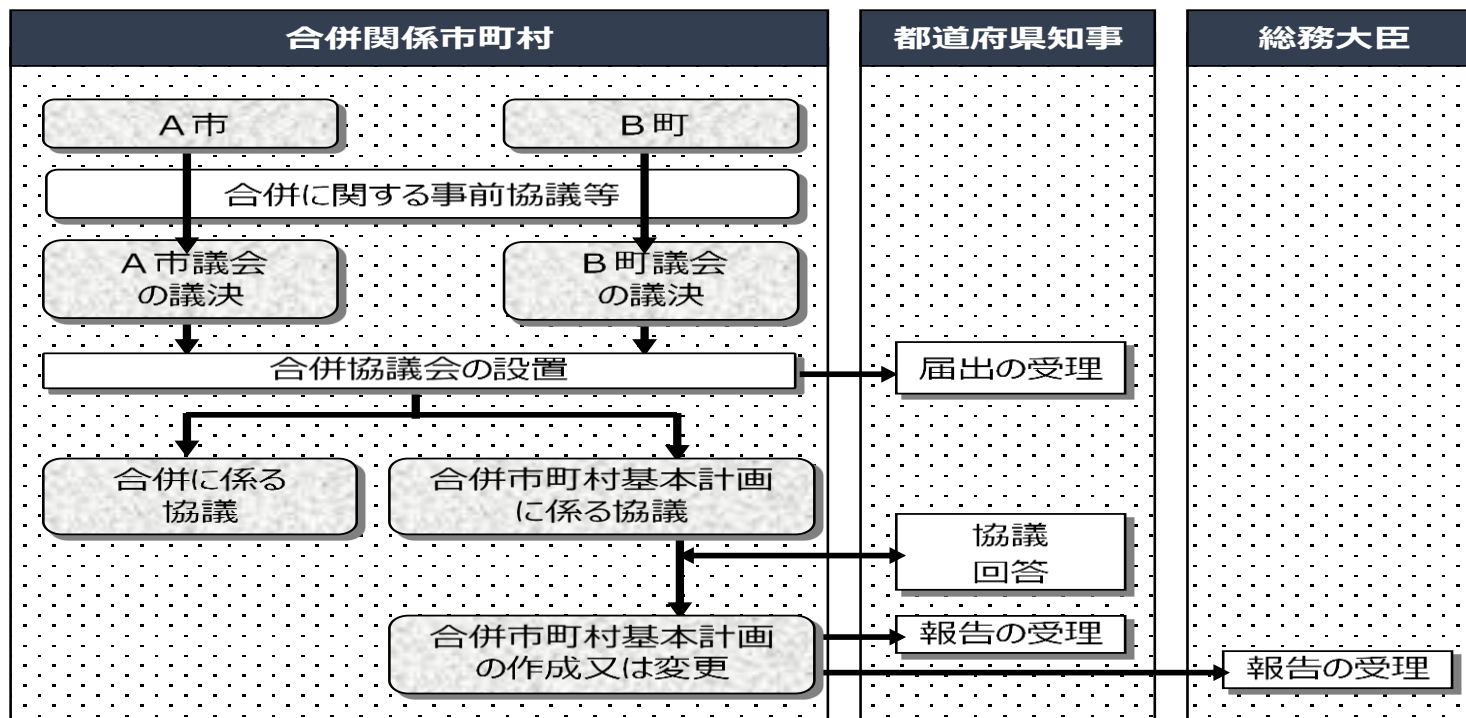 合併関係市町村
都道府県知事
総務大臣
A市
B町
合併に関する事前協議等
A市議会
の議決
B町議会
の議決
合併協議会の設置
届出の受理
合併に係る
協議
合併市町村基本計画
に係る協議
協議
回答
合併市町村基本計画
の作成又は変更
報告の受理
報告の受理